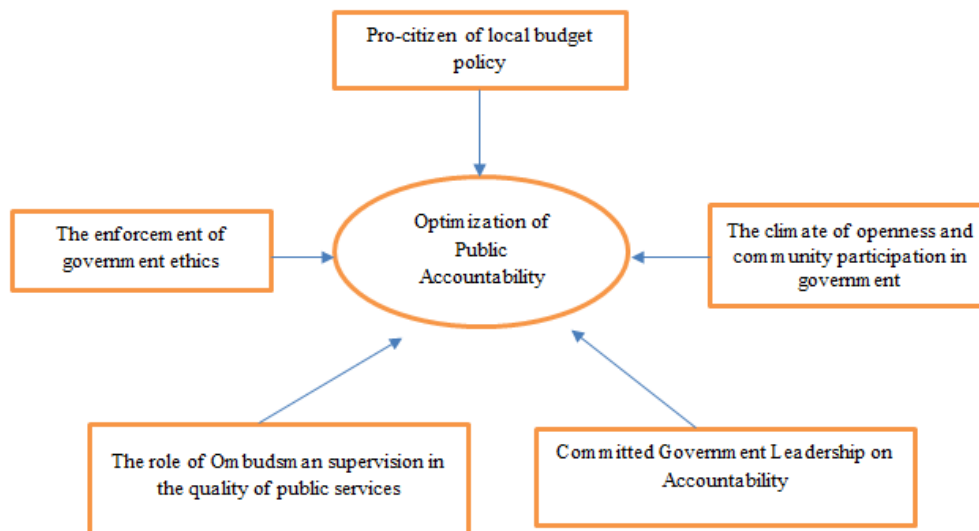 Pro-citizen of local budget
policy
The enforcement of
government ethics
Optimization of
Public
Accountability
The climate of openness and
community participation in
government
The role of Ombudsman supervision in
the quality of public services
Committed Government Leadership on
Accountability